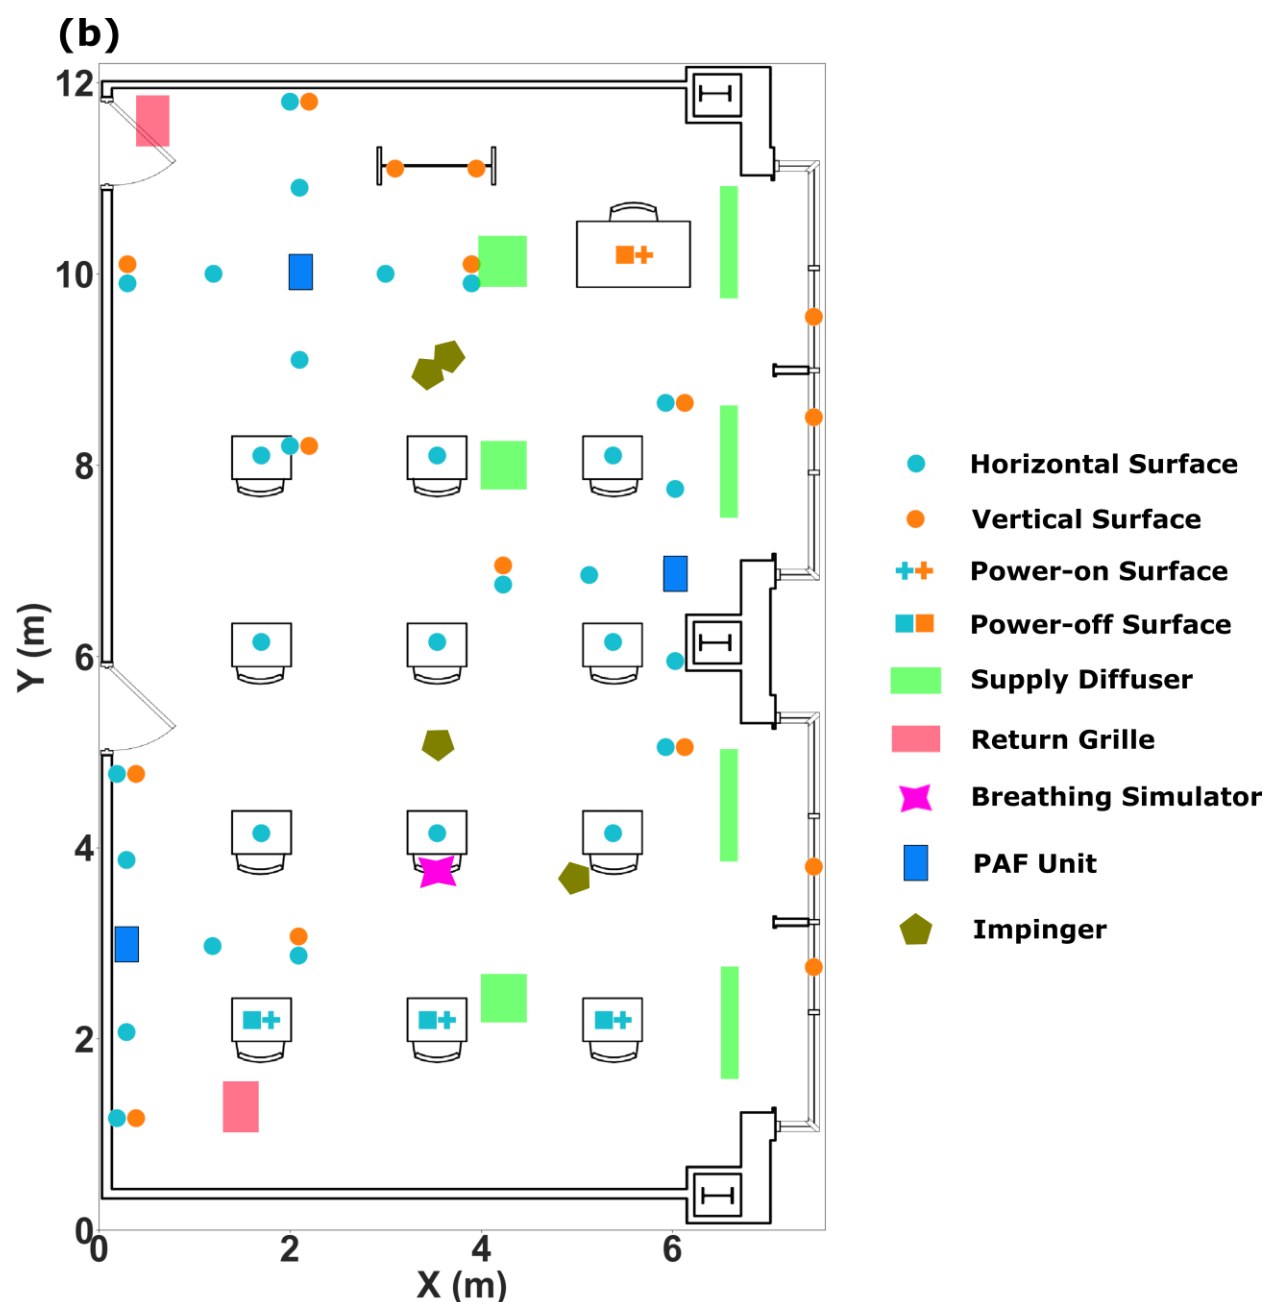 (b)
12
10
8
6
4
2
0
0 2 4 6
Y (m)
X (m)
Horizontal Surface
Vertical Surface
Power-on Surface
Power-off Surface
Supply Diffuser
Return Grille
Breathing Simulator
PAF Unit
Impinger